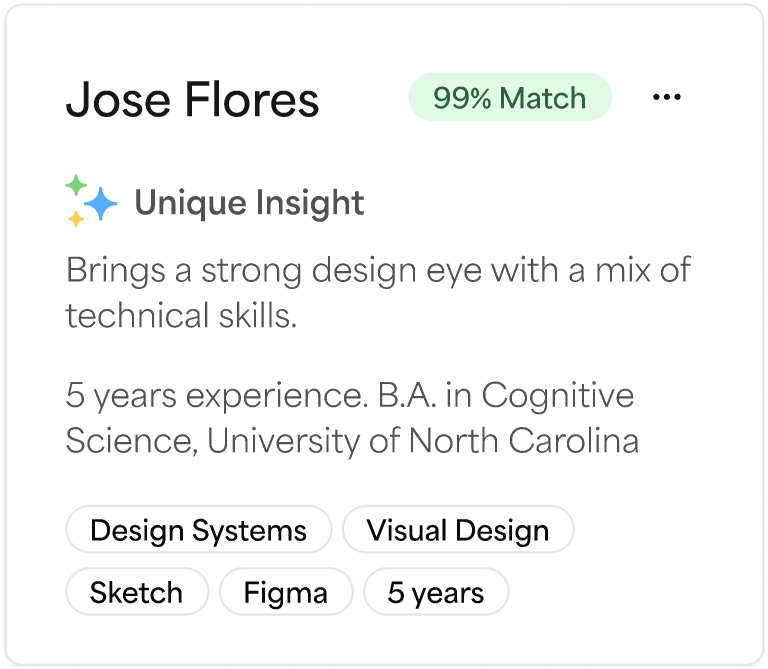 Jose Flores 99% Match ...
Unique Insight
Brings a strong design eye with a mix of
technical skills.
5 years experience. B.A. in Cognitive
Science, University of North Carolina
Design Systems Visual Design
Sketch Figma 5 years